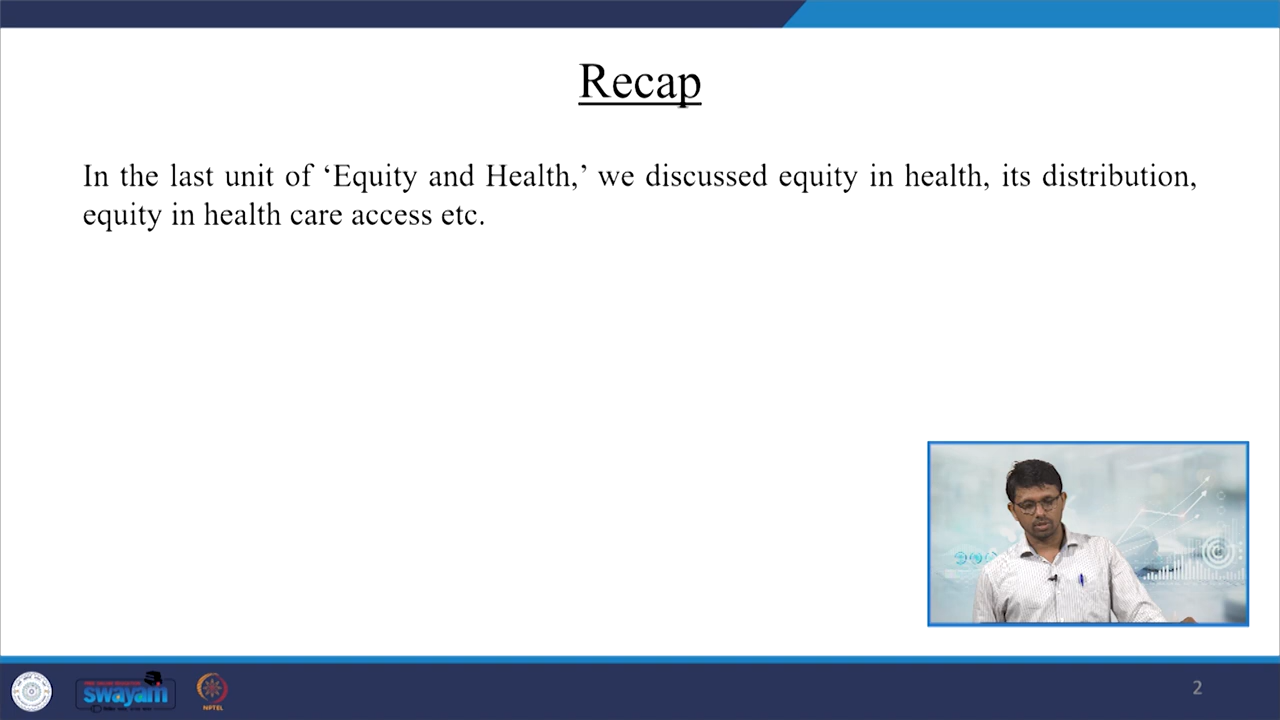 Recap
In the last unit of ‘Equity and Health,’ we discussed equity in health, its distribution,
equity in health care access etc.
swayam
NPTEL
2